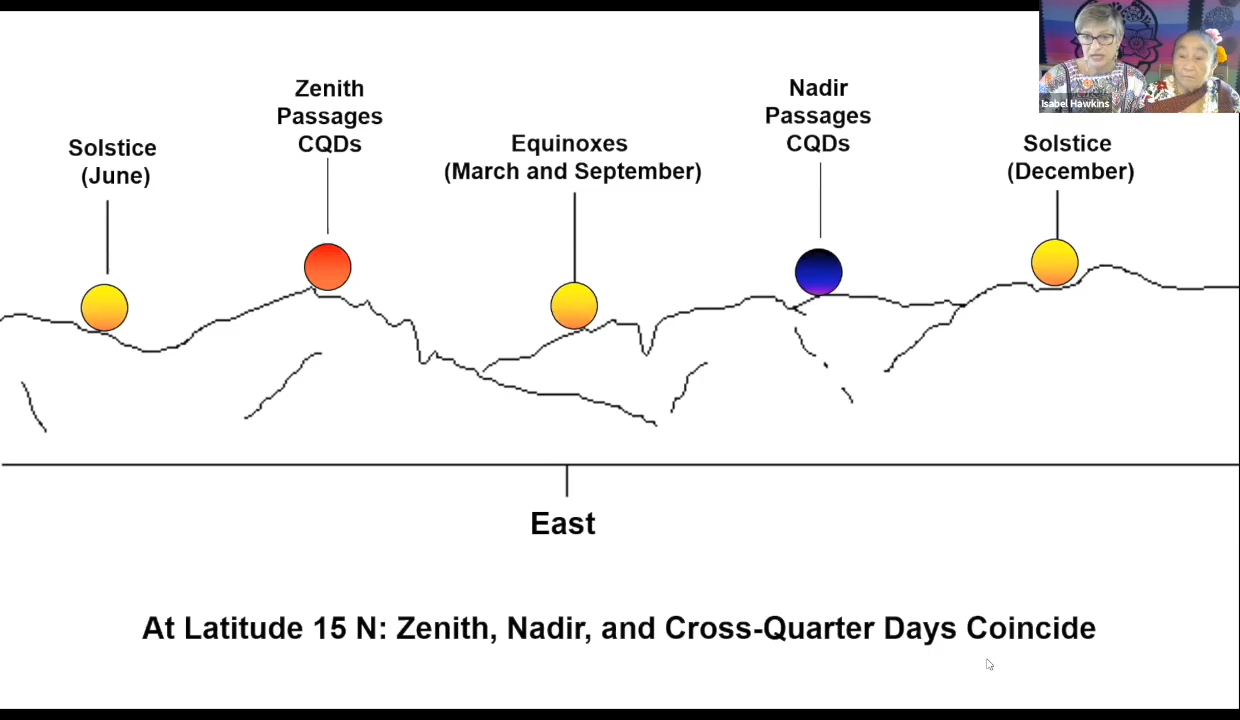 Isabel Hawkins
Zenith
Passages
CQDs
Nadir
Passages
CQDs
Solstice
(June)
Equinoxes
(March and September)
Solstice
(December)
East
At Latitude 15 N: Zenith, Nadir, and Cross-Quarter Days Coincide